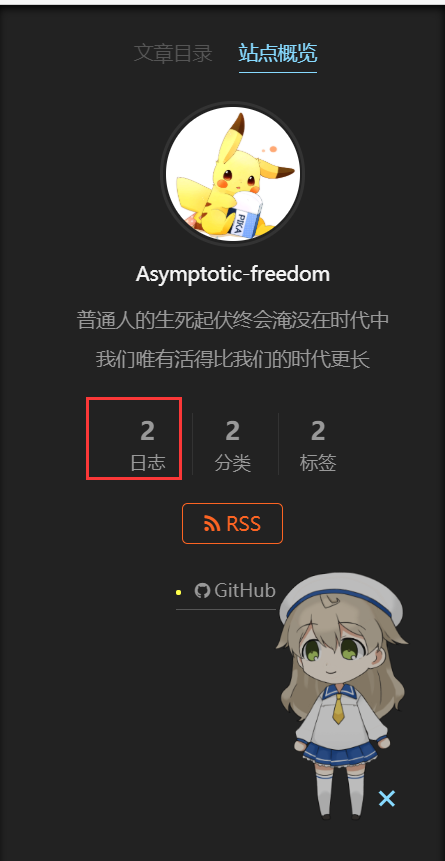 文章目录 站点概览
PIKA
Asymptotic-freedom
普通人的生死起伏终会淹没在时代中
我们唯有活得比我们的时代更长
2 2 2
日志 分类 标签
RSS
GitHub
×